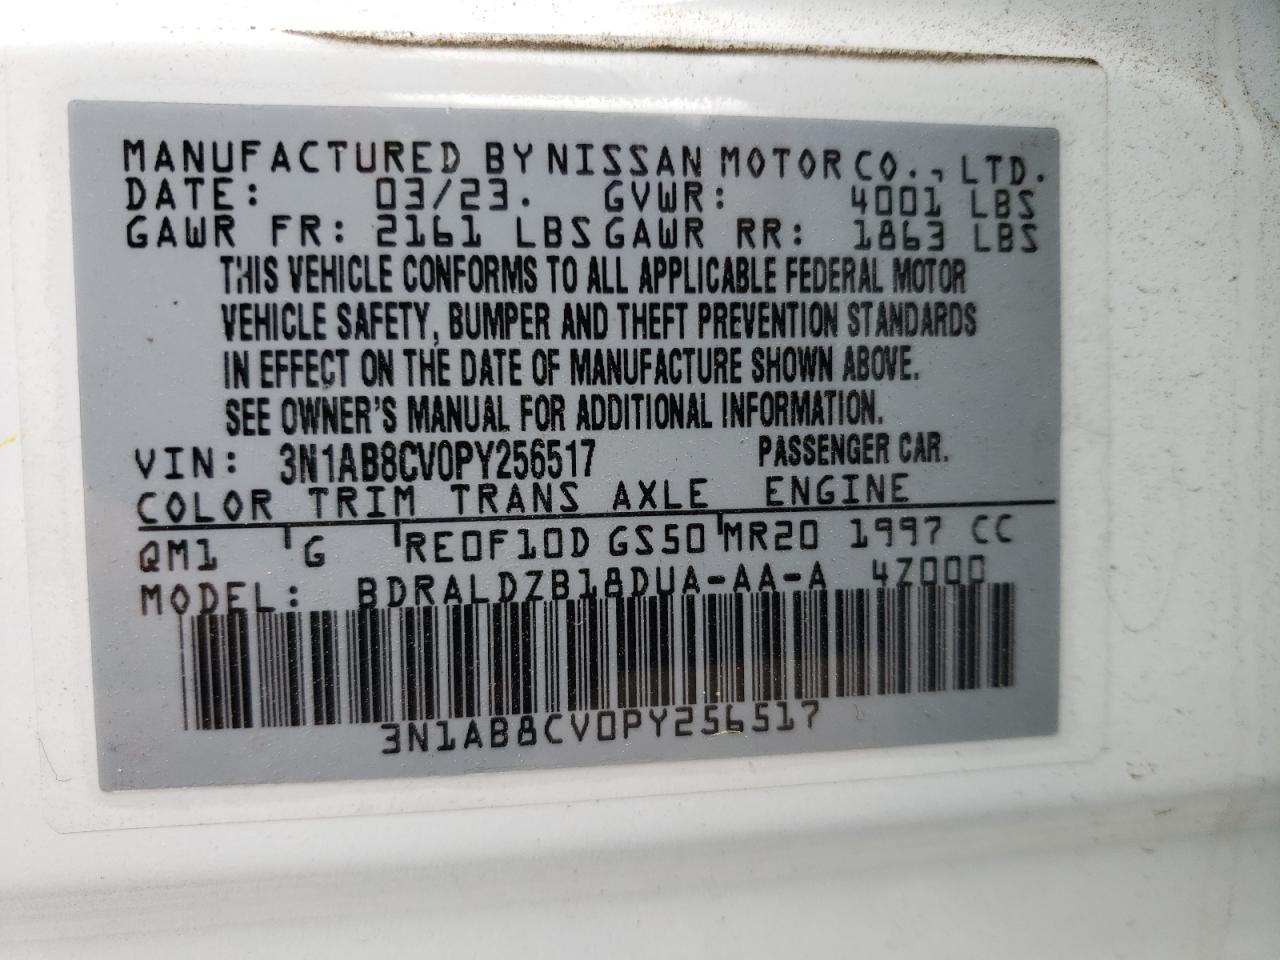 MANUFACTURED BY NISSAN MOTOR CO., LTD.
DATE: 03/23. GVWR: 4001 LBS
GAWR FR: 2161 LBS GAWR RR: 1863 LBS
THIS VEHICLE CONFORMS TO ALL APPLICABLE FEDERAL MOTOR
VEHICLE SAFETY, BUMPER AND THEFT PREVENTION STANDARDS
IN EFFECT ON THE DATE OF MANUFACTURE SHOWN ABOVE.
SEE OWNER'S MANUAL FOR ADDITIONAL INFORMATION.
VIN: 3N1AB8CV0PY256517 PASSENGER CAR.
COLOR TRIM TRANS AXLE ENGINE
QM1 G RE0F10D GS50 MR20 1997 CC
MODEL: BDRALDZB18DUA-AA-A 4Z000
3N1AB8CV0PY256517